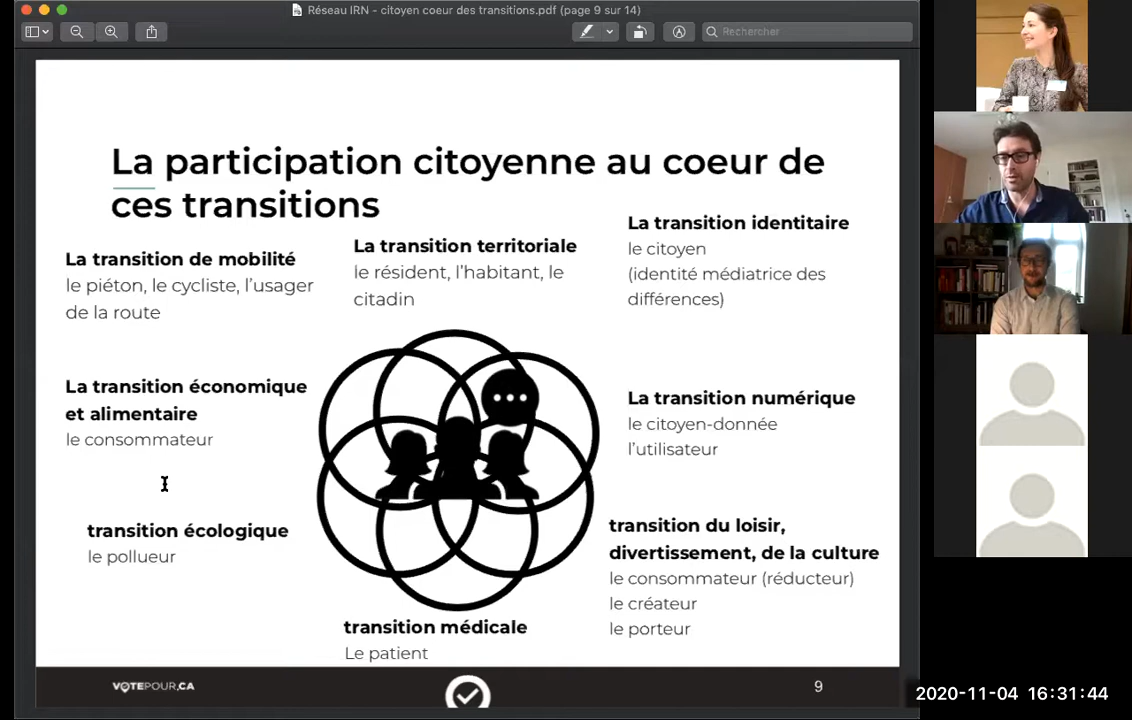 Réseau IRN - citoyen coeur des transitions.pdf (page 9 sur 14)
Rechercher
La participation citoyenne au coeur de
ces transitions
La transition de mobilité
le piéton, le cycliste, l'usager
de la route
La transition territoriale
le résident, l'habitant, le
citadin
La transition identitaire
le citoyen
(identité médiatrice des
différences)
La transition économique
et alimentaire
le consommateur
La transition numérique
le citoyen-donnée
l'utilisateur
transition écologique
le pollueur
transition du loisir,
divertissement, de la culture
le consommateur (réducteur)
le créateur
le porteur
transition médicale
Le patient
VOTEPOUR.CA
9
2020-11-04 16:31:44